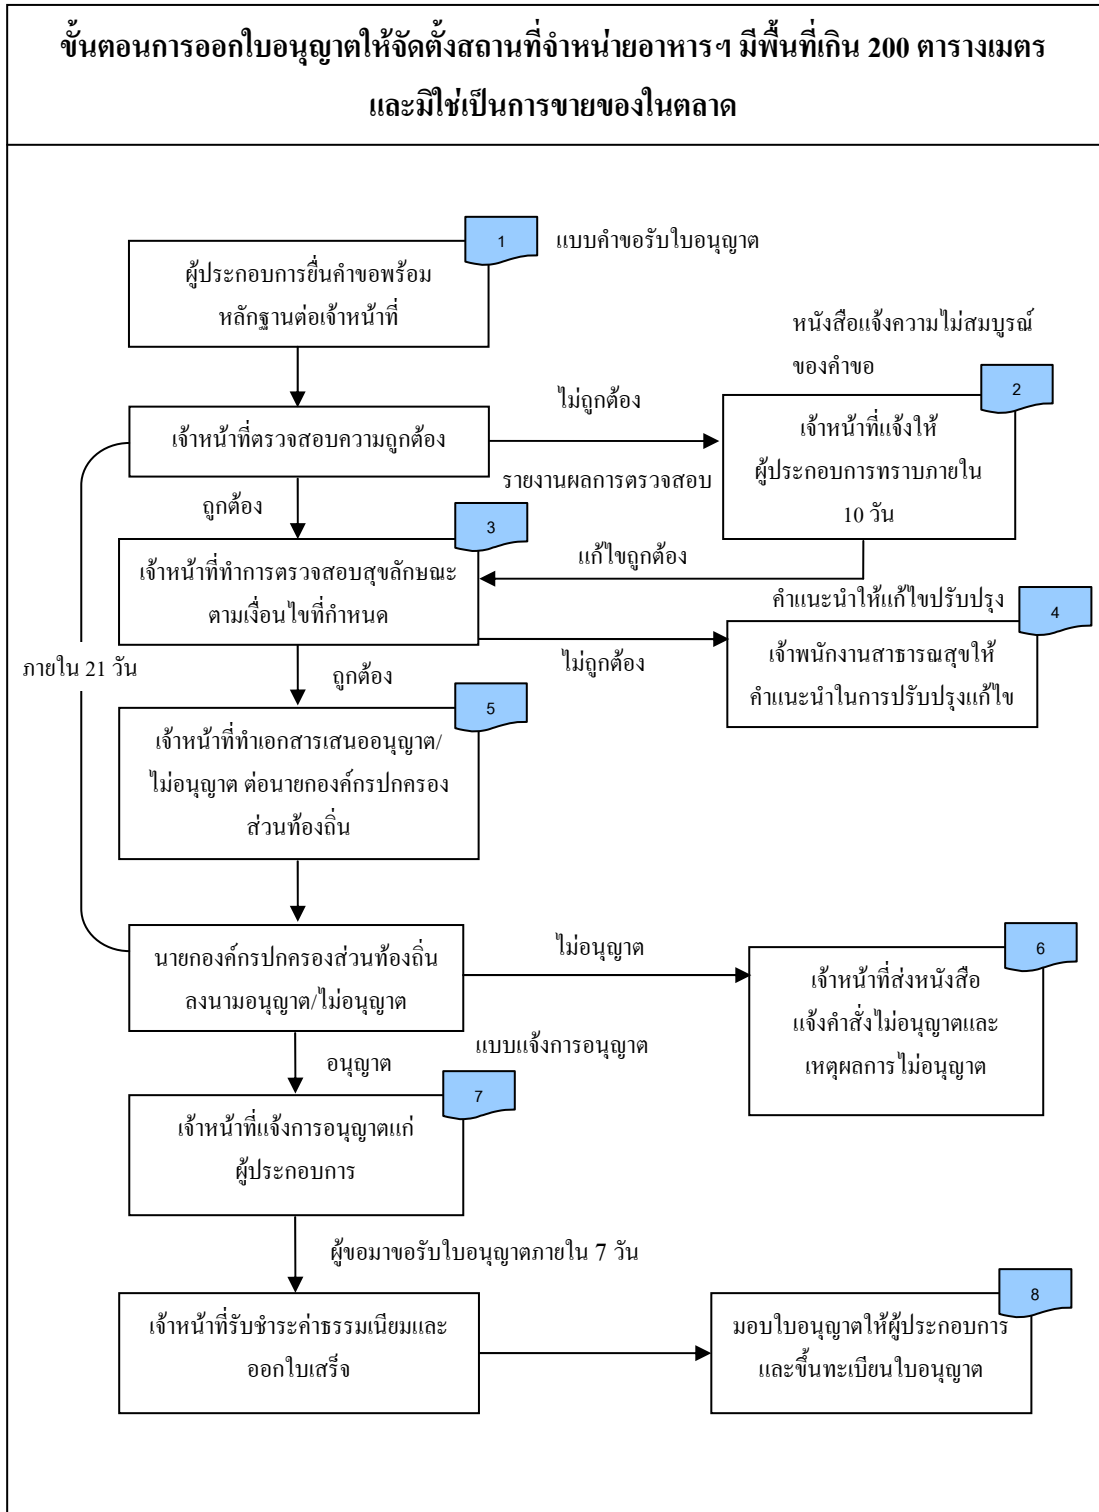 ขั้นตอนการออกใบอนุญาตให้จัดตั้งสถานที่จำหน่ายอาหารฯ มีพื้นที่เกิน 200 ตารางเมตร
และมิใช่เป็นการขายของในตลาด
1
แบบคำขอรับใบอนุญาต
ผู้ประกอบการยื่นคำขอพร้อม
หลักฐานต่อเจ้าหน้าที่
หนังสือแจ้งความไม่สมบูรณ์
ของคำขอ
2
ไม่ถูกต้อง
เจ้าหน้าที่ตรวจสอบความถูกต้อง
เจ้าหน้าที่แจ้งให้
ผู้ประกอบการทราบภายใน
10 วัน
รายงานผลการตรวจสอบ
ถูกต้อง
3
แก้ไขถูกต้อง
เจ้าหน้าที่ทำการตรวจสอบสุขลักษณะ
ตามเงื่อนไขที่กำหนด
คำแนะนำให้แก้ไขปรับปรุง
4
ไม่ถูกต้อง
เจ้าพนักงานสาธารณสุขให้
คำแนะนำในการปรับปรุงแก้ไข
ภายใน 21 วัน
ถูกต้อง
5
เจ้าหน้าที่ทำเอกสารเสนออนุญาต/
ไม่อนุญาต ต่อนายกองค์กรปกครอง
ส่วนท้องถิ่น
นายกองค์กรปกครองส่วนท้องถิ่น
ลงนามอนุญาต/ไม่อนุญาต
ไม่อนุญาต
6
เจ้าหน้าที่ส่งหนังสือ
แจ้งคำสั่งไม่อนุญาตและ
เหตุผลการไม่อนุญาต
อนุญาต
แบบแจ้งการอนุญาต
7
เจ้าหน้าที่แจ้งการอนุญาตแก่
ผู้ประกอบการ
ผู้ขอมาขอรับใบอนุญาตภายใน 7 วัน
เจ้าหน้าที่รับชำระค่าธรรมเนียมและ
ออกใบเสร็จ
8
มอบใบอนุญาตให้ผู้ประกอบการ
และขึ้นทะเบียนใบอนุญาต